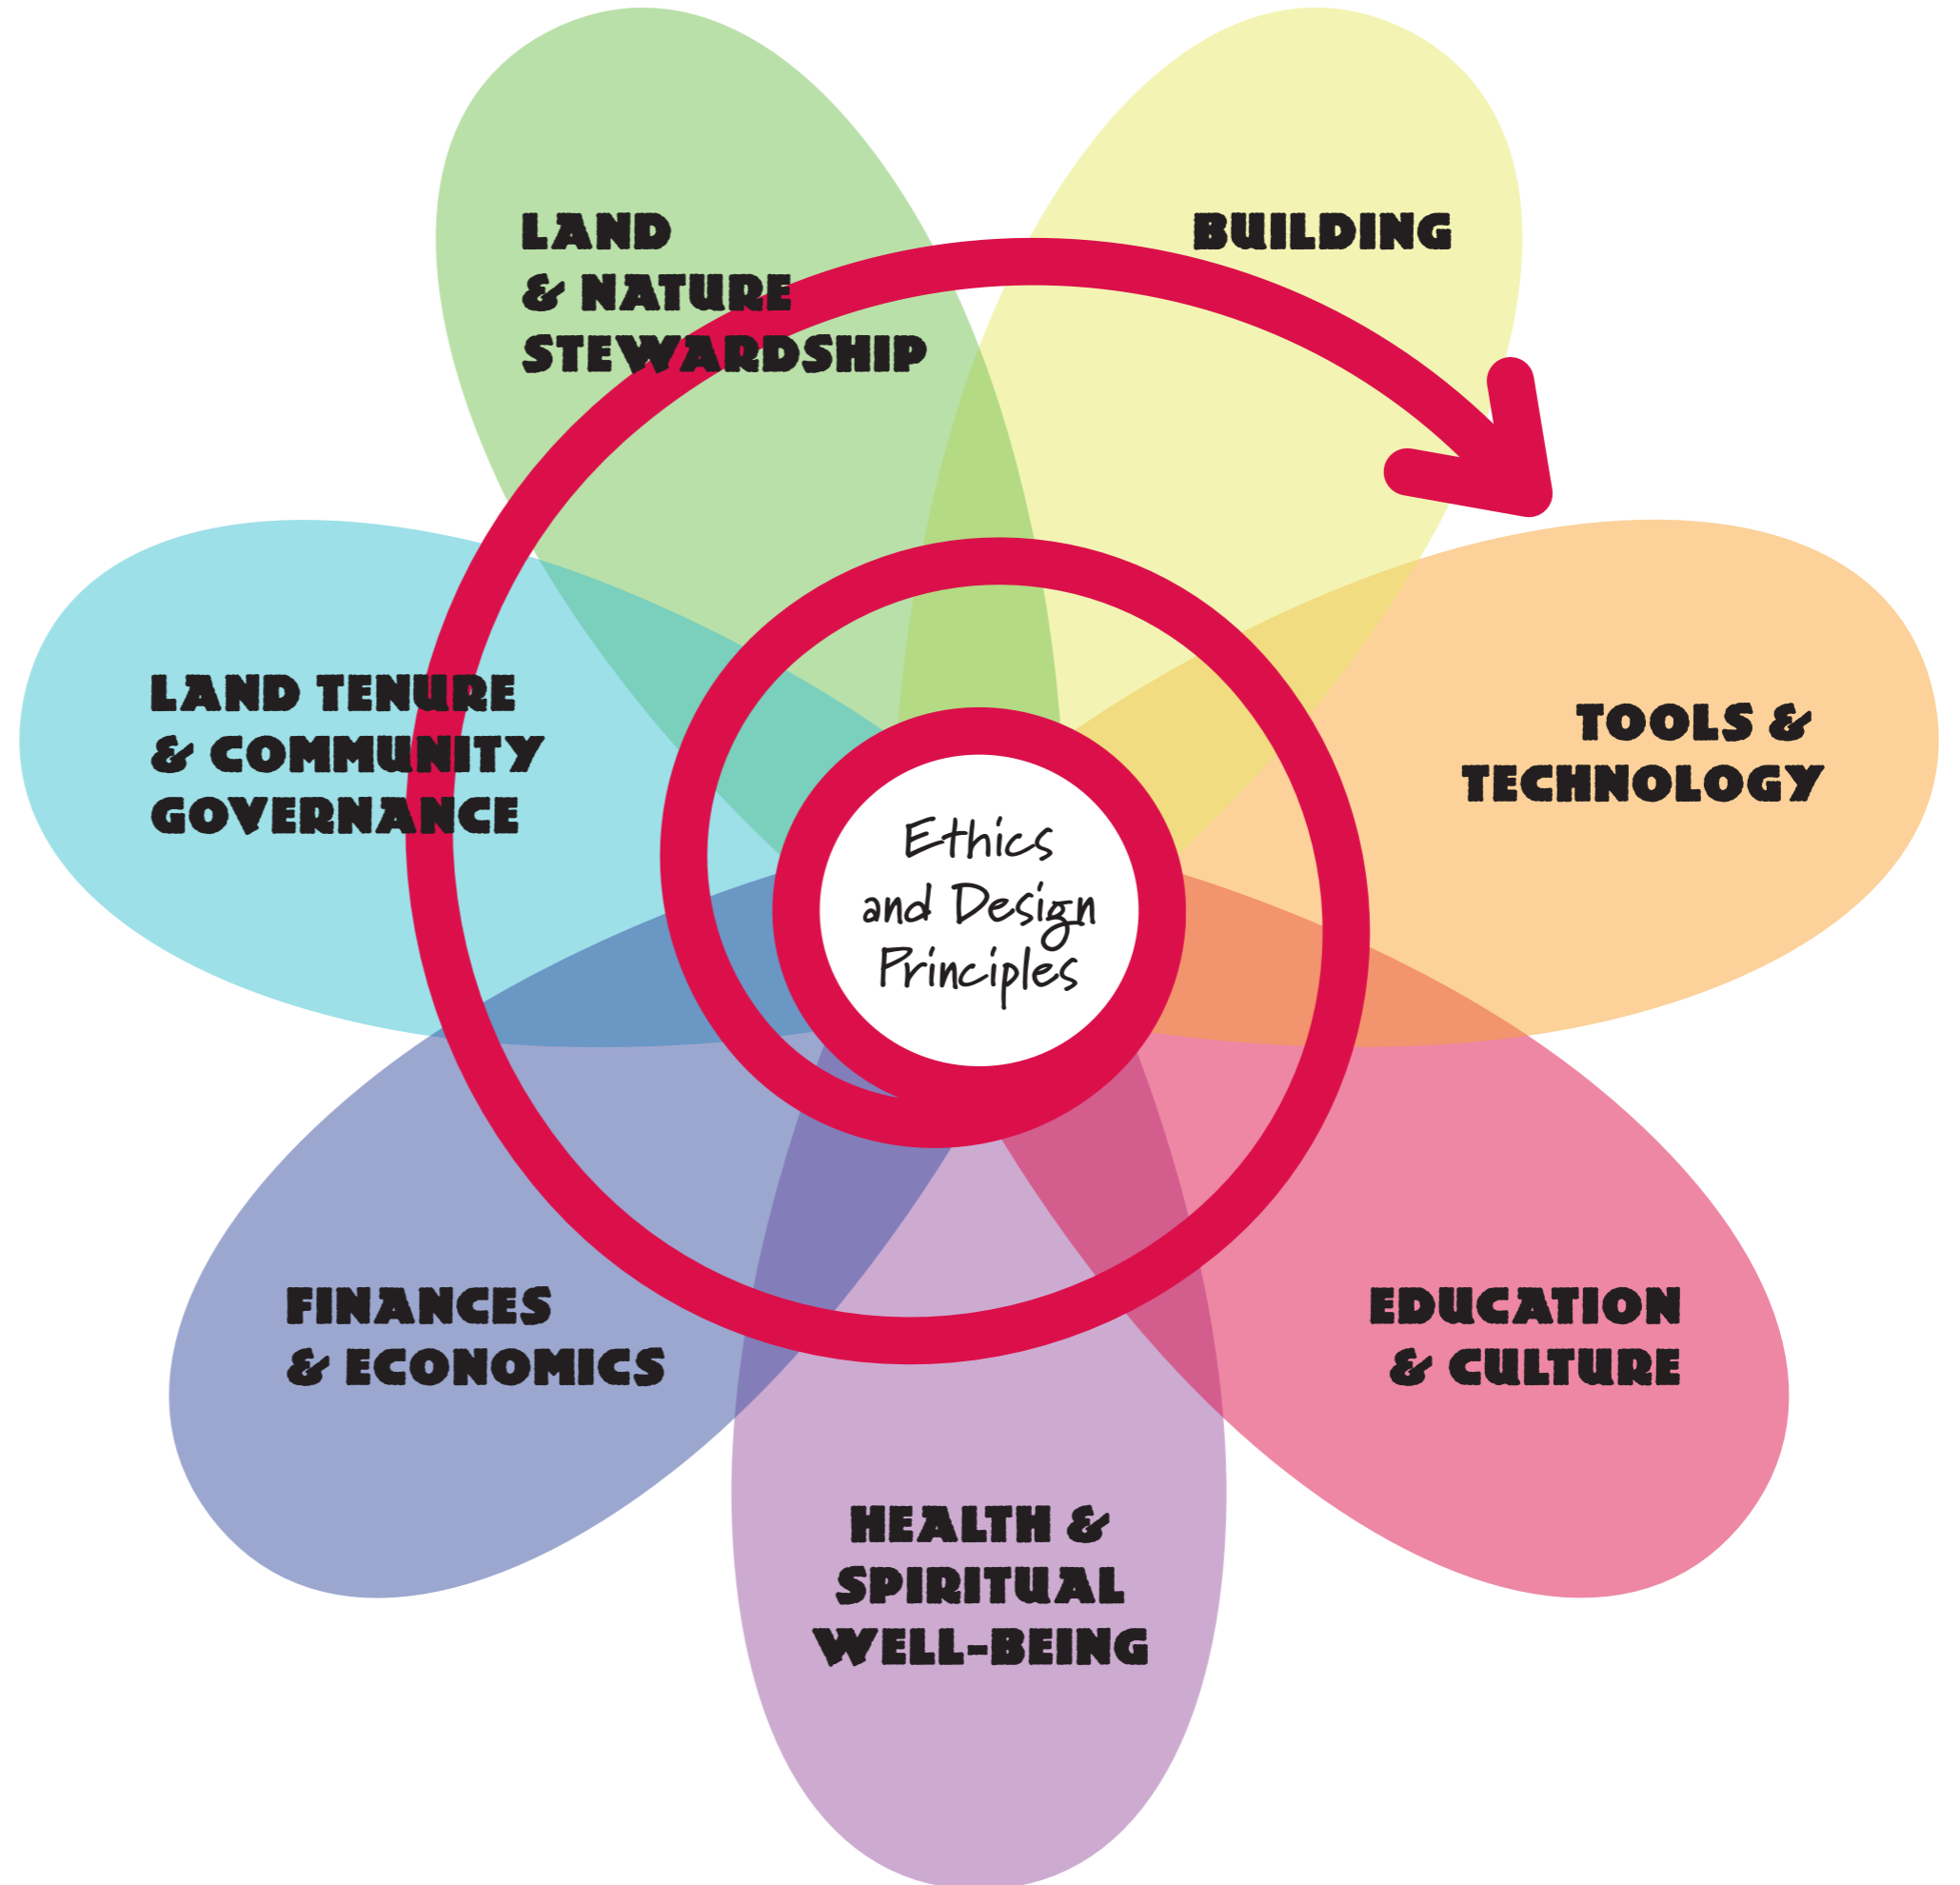 LAND
& NATURE
STEWARDSHIP
BUILDING
TOOLS &
TECHNOLOGY
EDUCATION
& CULTURE
HEALTH &
SPIRITUAL
WELL-BEING
FINANCES
& ECONOMICS
LAND TENURE
& COMMUNITY
GOVERNANCE
Ethics
and Design
Principles